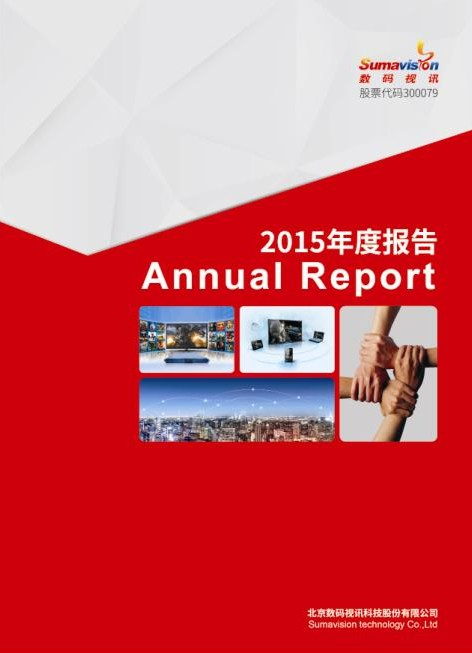 Sumavision
数码视讯
股票代码300079
2015年度报告
Annual Report
北京数码视讯科技股份有限公司
Sumavision technology Co.,Ltd